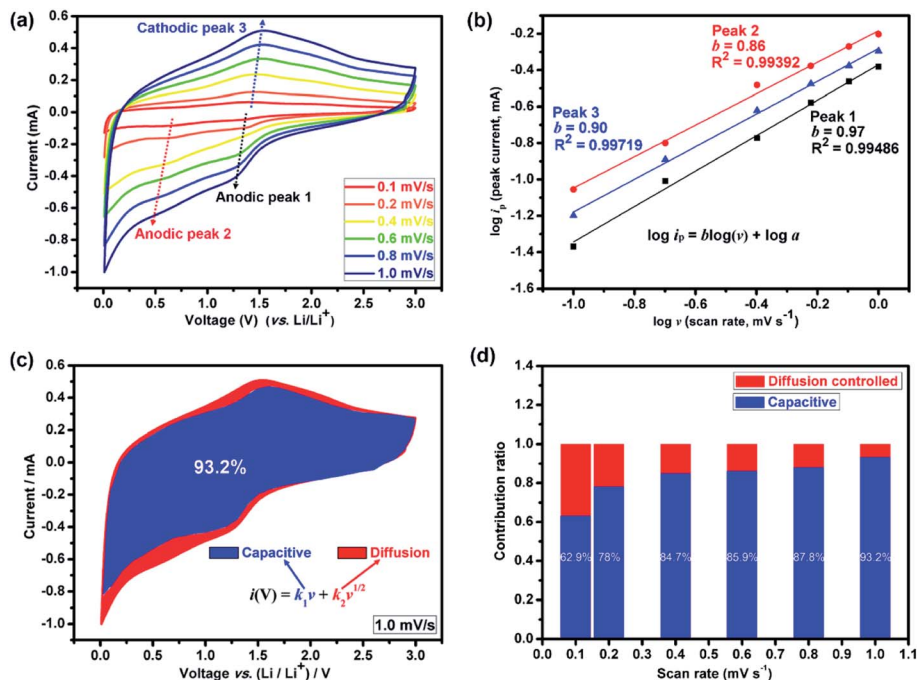 (a)
Cathodic peak 3
Anodic peak 1
Anodic peak 2
0.1 mV/s
0.2 mV/s
0.4 mV/s
0.6 mV/s
0.8 mV/s
1.0 mV/s
0.6
0.4
0.2
0.0
-0.2
-0.4
-0.6
-0.8
-1.0
Current (mA)
0.0 0.5 1.0 1.5 2.0 2.5 3.0
Voltage (V) (vs. Li/Li⁺)
(b)
Peak 2
b = 0.86
R² = 0.99392
Peak 3
b = 0.90
R² = 0.99719
Peak 1
b = 0.97
R² = 0.99486
log iₚ = blog(v) + log a
-0.2
-0.4
-0.6
-0.8
-1.0
-1.2
-1.4
-1.6
log iₚ (peak current, mA)
-1.0 -0.8 -0.6 -0.4 -0.2 0.0
log v (scan rate, mV s⁻¹)
(c)
93.2%
Capacitive
Diffusion
i(V) = k₁v + k₂v¹ᐟ²
1.0 mV/s
0.6
0.4
0.2
0.0
-0.2
-0.4
-0.6
-0.8
-1.0
Current / mA
0.0 0.5 1.0 1.5 2.0 2.5 3.0
Voltage vs. (Li / Li⁺) / V
(d)
Diffusion controlled
Capacitive
1.4
1.2
1.0
0.8
0.6
0.4
0.2
0.0
Contribution ratio
62.9% 78% 84.7% 85.9% 87.8% 93.2%
0.0 0.1 0.2 0.3 0.4 0.5 0.6 0.7 0.8 0.9 1.0 1.1
Scan rate (mV s⁻¹)